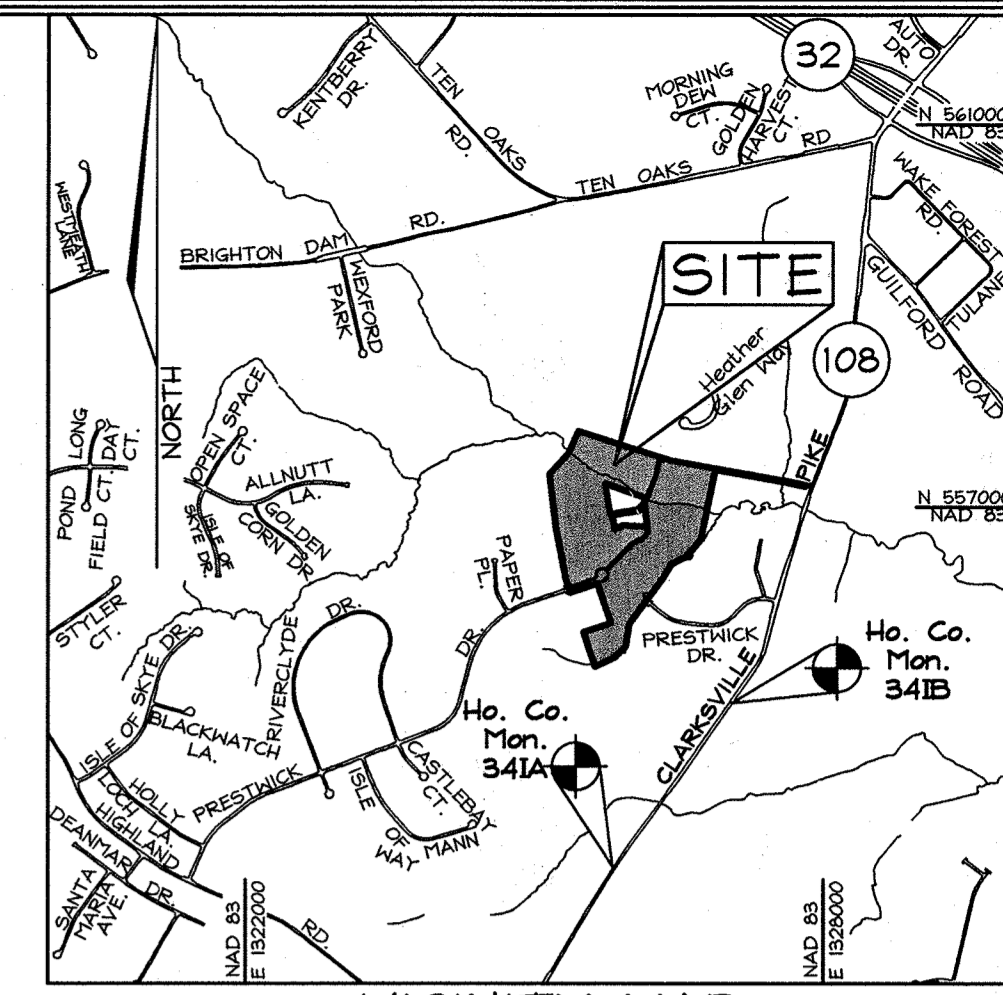 AUTO
DR.
32
KENTBERRY
DR.
TEN
OAKS
RD.
MORNING
DEW
CT.
GOLDEN
HARVEST
CT.
N 561000
NAD 83
TEN OAKS
RD
WAKE FOREST
RD.
TULANE
GUILFORD
ROAD
WESTMEATH
LANE
BRIGHTON DAM
RD.
WEXFORD
PARK
SITE
Heather
Glen Way
108
PIKE
NORTH
OPEN SPACE
CT.
LONG
DAY
CT.
POND
FIELD CT.
ALLNUTT
LA.
GOLDEN
CORN DR.
ISLE OF
SKYE DR.
N 557000
NAD 83
PAPER
PL.
STYLER
CT.
DR.
DR.
PRESTWICK
DR.
Ho. Co.
Mon.
341B
ISLE OF SKYE DR.
RIVERCLYDE
BLACKWATCH
LA.
Ho. Co.
Mon.
341A
CLARKSVILLE
PRESTWICK
CASTLEBAY
CT.
ISLE
OF
MANN
WAY
HOLLY
LOCH LA.
HIGHLAND
DEANMAR
DR.
SANTA
MARIA
AVE.
RD.
NAD 83
E 1322000
NAD 83
E 1328000